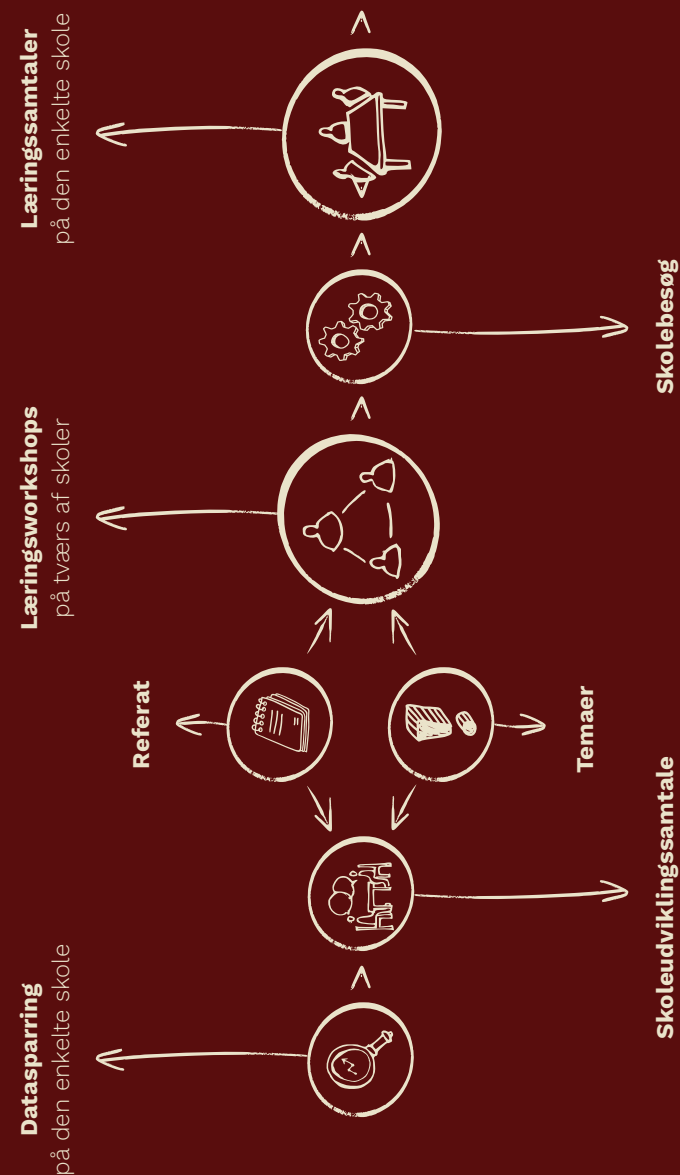 Datasparring
på den enkelte skole
Skoleudviklingssamtale
Referat
Temaer
Læringsworkshops
på tværs af skoler
Skolebesøg
Læringssamtaler
på den enkelte skole